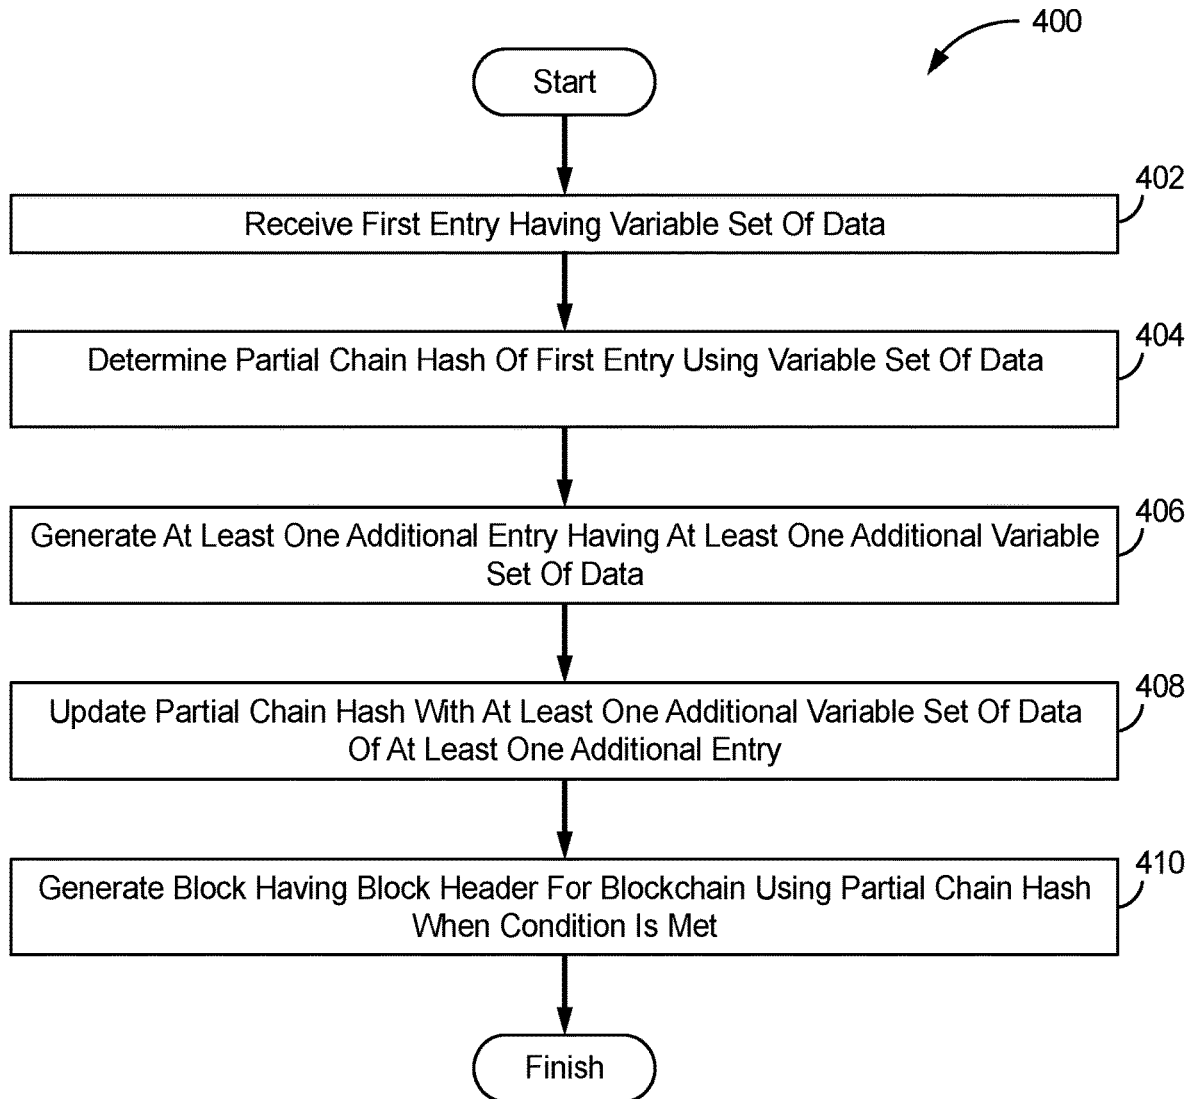 400
Start
402
Receive First Entry Having Variable Set Of Data
404
Determine Partial Chain Hash Of First Entry Using Variable Set Of Data
406
Generate At Least One Additional Entry Having At Least One Additional Variable
Set Of Data
408
Update Partial Chain Hash With At Least One Additional Variable Set Of Data
Of At Least One Additional Entry
410
Generate Block Having Block Header For Blockchain Using Partial Chain Hash
When Condition Is Met
Finish